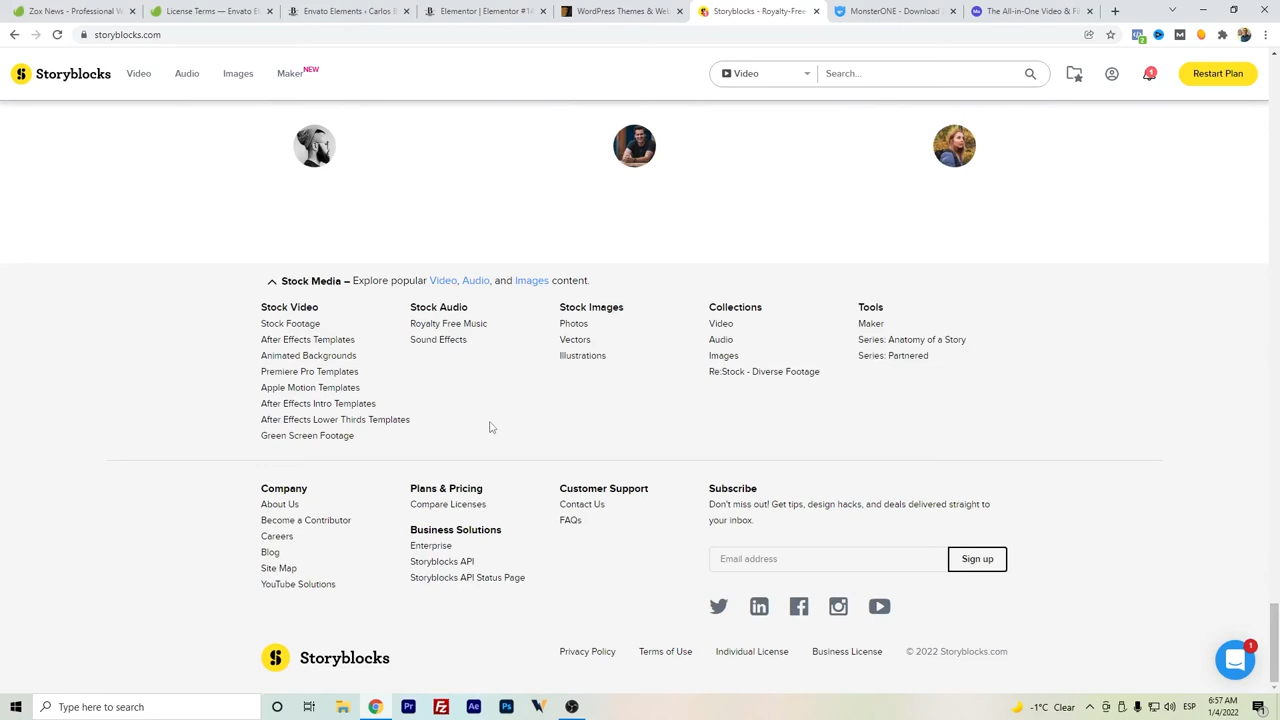 Zox News - Professional W
License Terms — Envato E
Envato Elements - Carlos E
Elementor | Elementor #14
WordPress Themes & Web
Storyblocks - Royalty-Free
MonsterONE - Download
The All-in-One Video & Fil
storyblocks.com
2
Storyblocks
Video
Audio
Images
Maker NEW
Video
Search...
1
Restart Plan
Stock Media – Explore popular Video, Audio, and Images content.
Stock Video
Stock Footage
After Effects Templates
Animated Backgrounds
Premiere Pro Templates
Apple Motion Templates
After Effects Intro Templates
After Effects Lower Thirds Templates
Green Screen Footage
Stock Audio
Royalty Free Music
Sound Effects
Stock Images
Photos
Vectors
Illustrations
Collections
Video
Audio
Images
Re:Stock - Diverse Footage
Tools
Maker
Series: Anatomy of a Story
Series: Partnered
Company
About Us
Become a Contributor
Careers
Blog
Site Map
YouTube Solutions
Plans & Pricing
Compare Licenses
Business Solutions
Enterprise
Storyblocks API
Storyblocks API Status Page
Customer Support
Contact Us
FAQs
Subscribe
Don't miss out! Get tips, design hacks, and deals delivered straight to
your inbox.
Email address
Sign up
Storyblocks
Privacy Policy
Terms of Use
Individual License
Business License
© 2022 Storyblocks.com
1
Type here to search
Pr
Fz
Ae
Ps
-1°C Clear
ESP
6:57 AM
1/4/2022